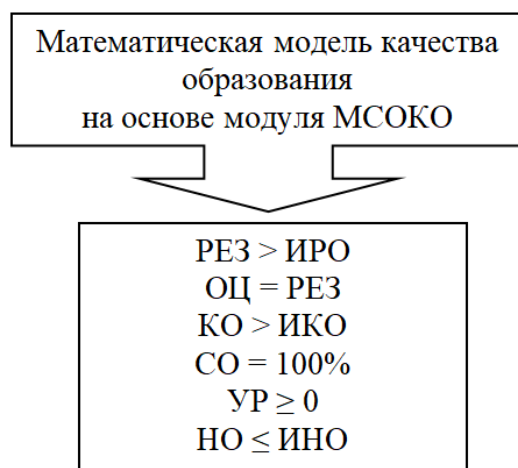 Математическая модель качества
образования
на основе модуля МСОКО
РЕЗ > ИРО
ОЦ = РЕЗ
КО > ИКО
СО = 100%
УР ≥ 0
НО ≤ ИНО